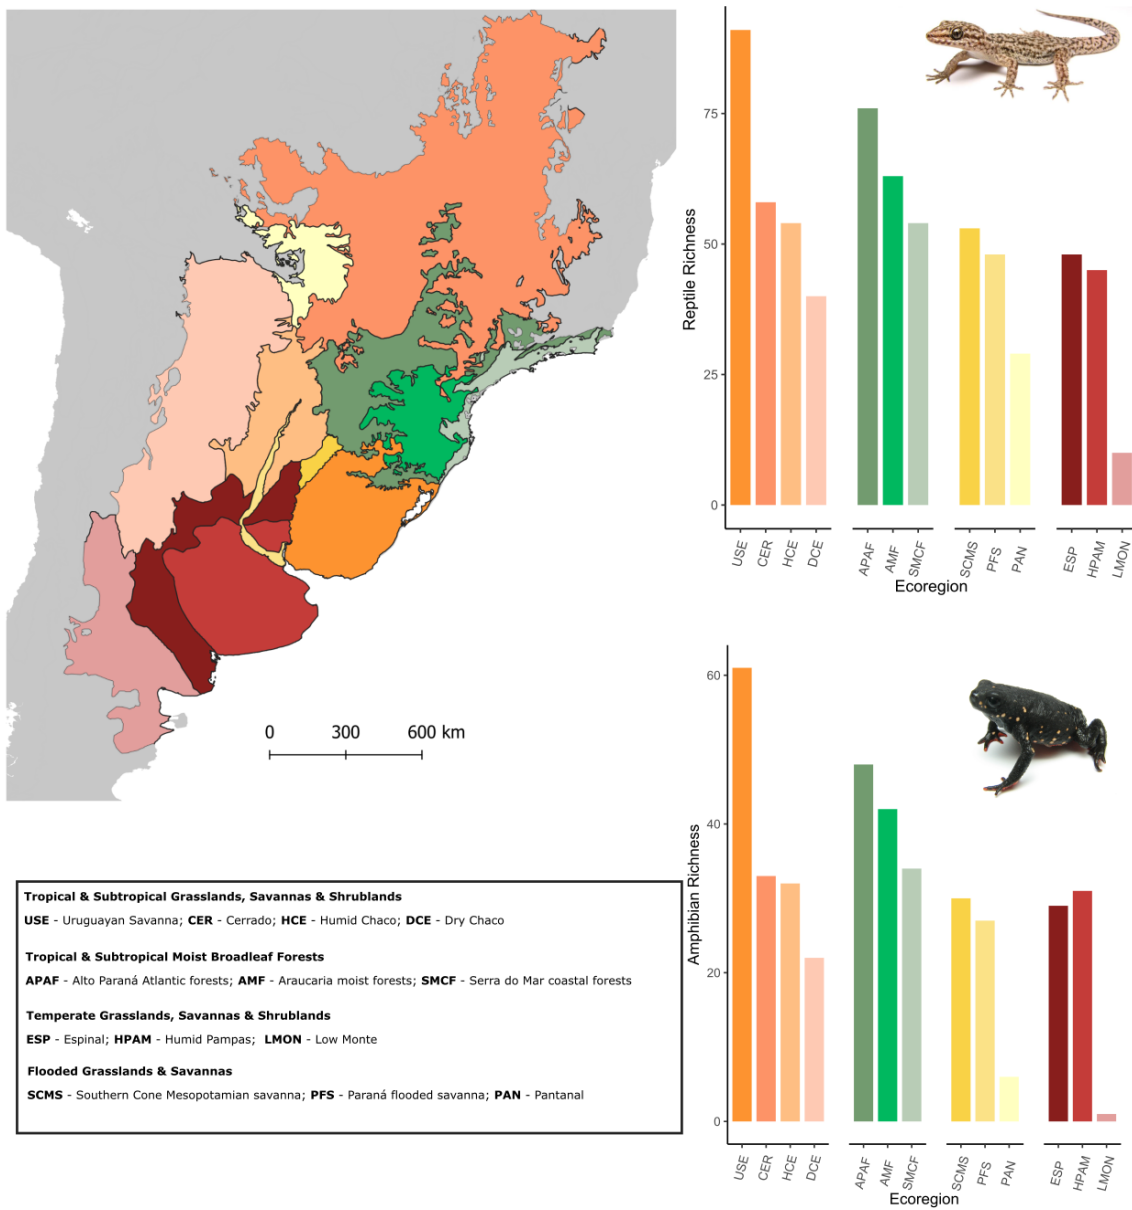 75
50
25
0
Reptile Richness
USE
CER
HCE
DCE
APAF
AMF
SMCF
SCMS
PFS
PAN
ESP
HPAM
LMON
Ecoregion
0 300 600 km
60
40
20
0
Amphibian Richness
USE
CER
HCE
DCE
APAF
AMF
SMCF
SCMS
PFS
PAN
ESP
HPAM
LMON
Ecoregion
Tropical & Subtropical Grasslands, Savannas & Shrublands
USE - Uruguayan Savanna; CER - Cerrado; HCE - Humid Chaco; DCE - Dry Chaco
Tropical & Subtropical Moist Broadleaf Forests
APAF - Alto Paraná Atlantic forests; AMF - Araucaria moist forests; SMCF - Serra do Mar coastal forests
Temperate Grasslands, Savannas & Shrublands
ESP - Espinal; HPAM - Humid Pampas; LMON - Low Monte
Flooded Grasslands & Savannas
SCMS - Southern Cone Mesopotamian savanna; PFS - Paraná flooded savanna; PAN - Pantanal